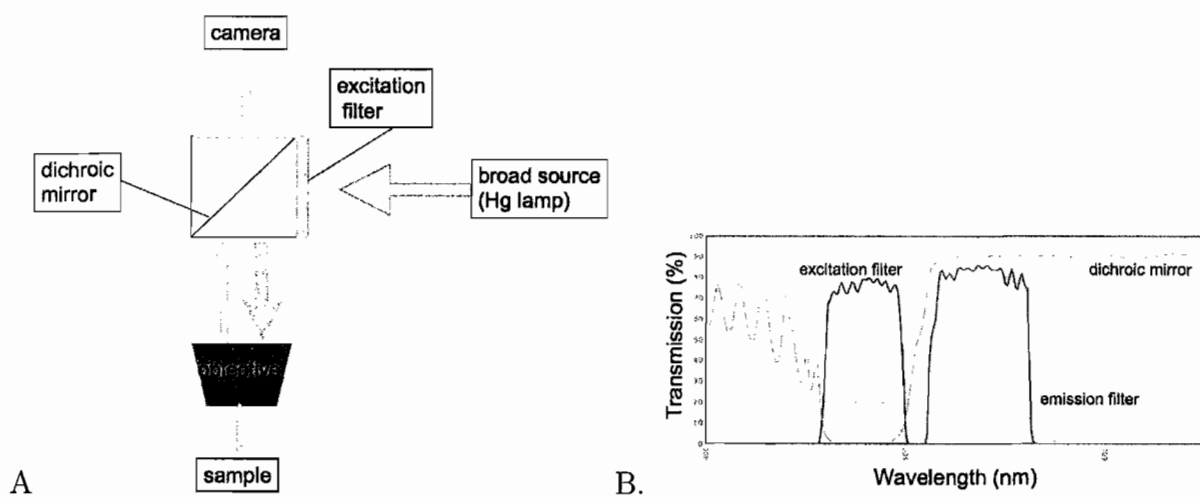 camera
excitation
filter
dichroic
mirror
broad source
(Hg lamp)
objective
sample
A
B.
Transmission (%)
excitation filter
dichroic mirror
emission filter
Wavelength (nm)